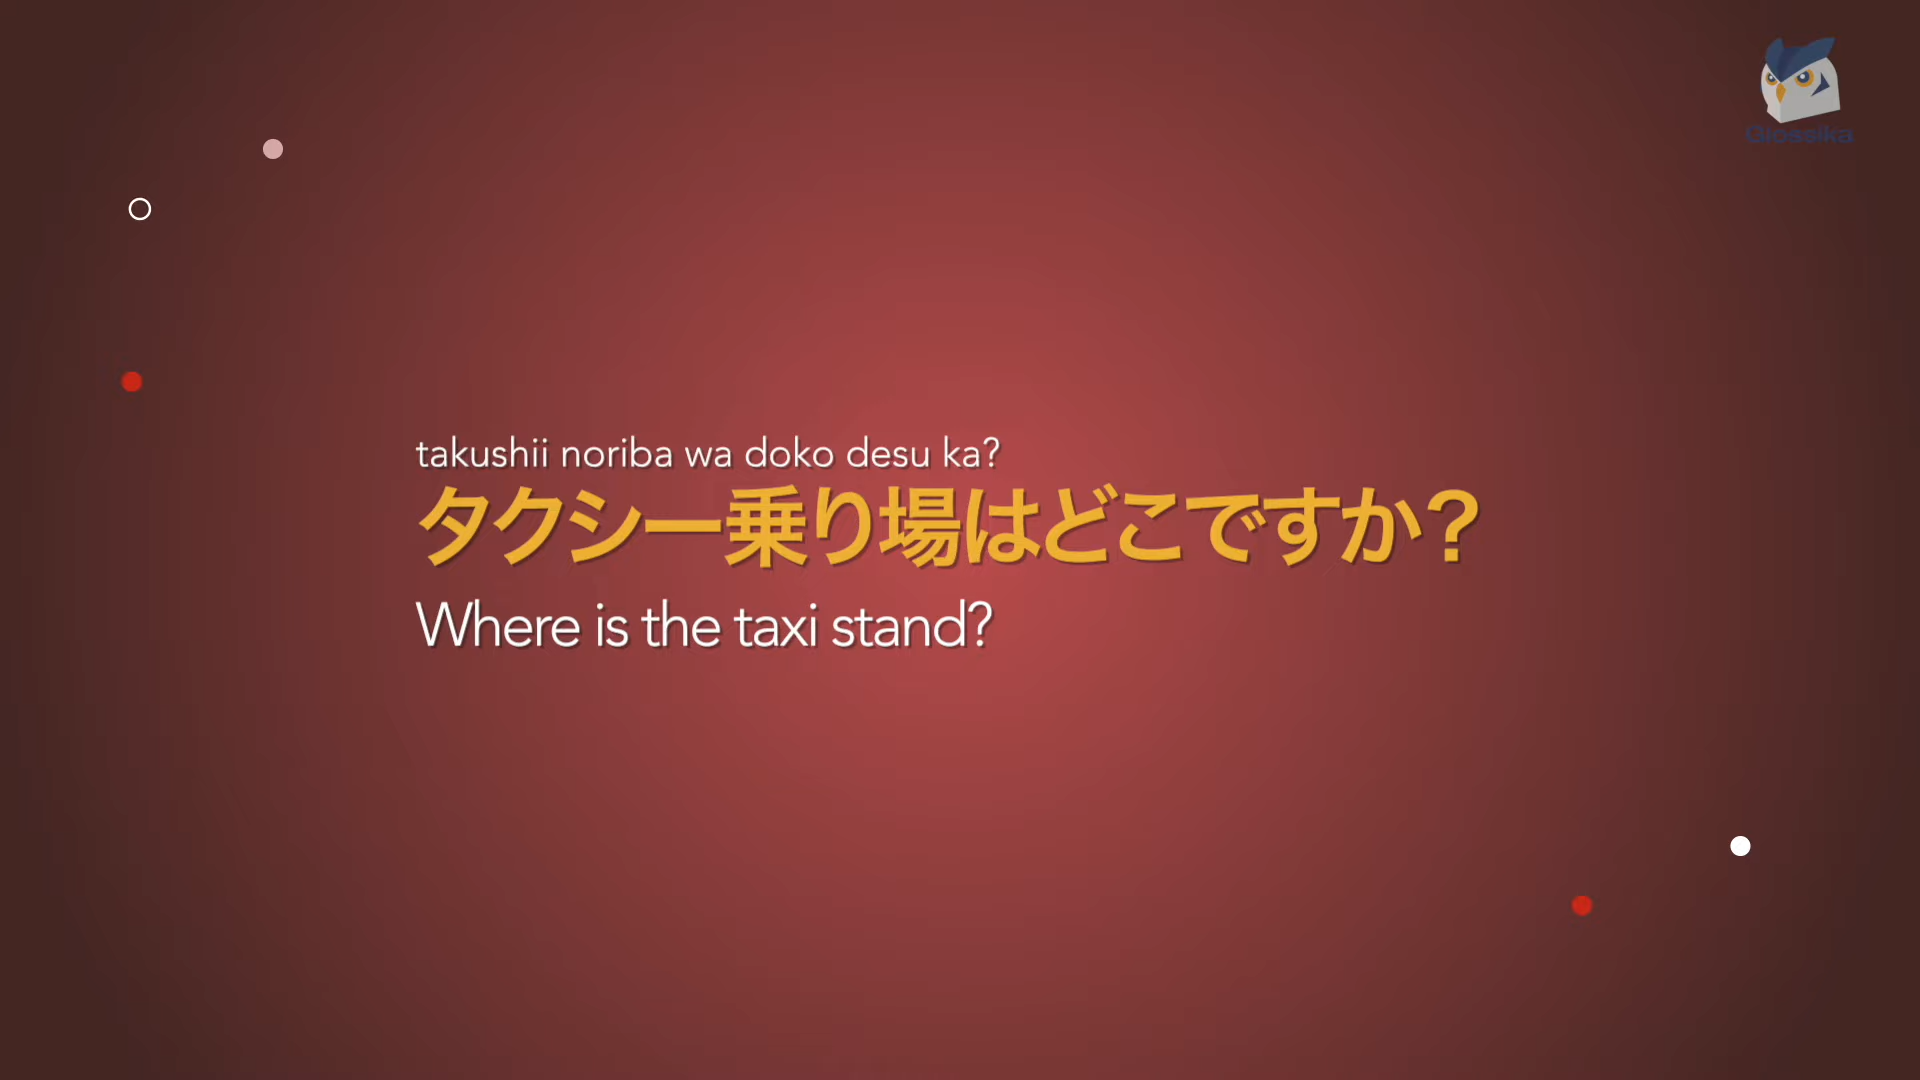 Glossika
takushii noriba wa doko desu ka?
タクシー乗り場はどこですか？
Where is the taxi stand?